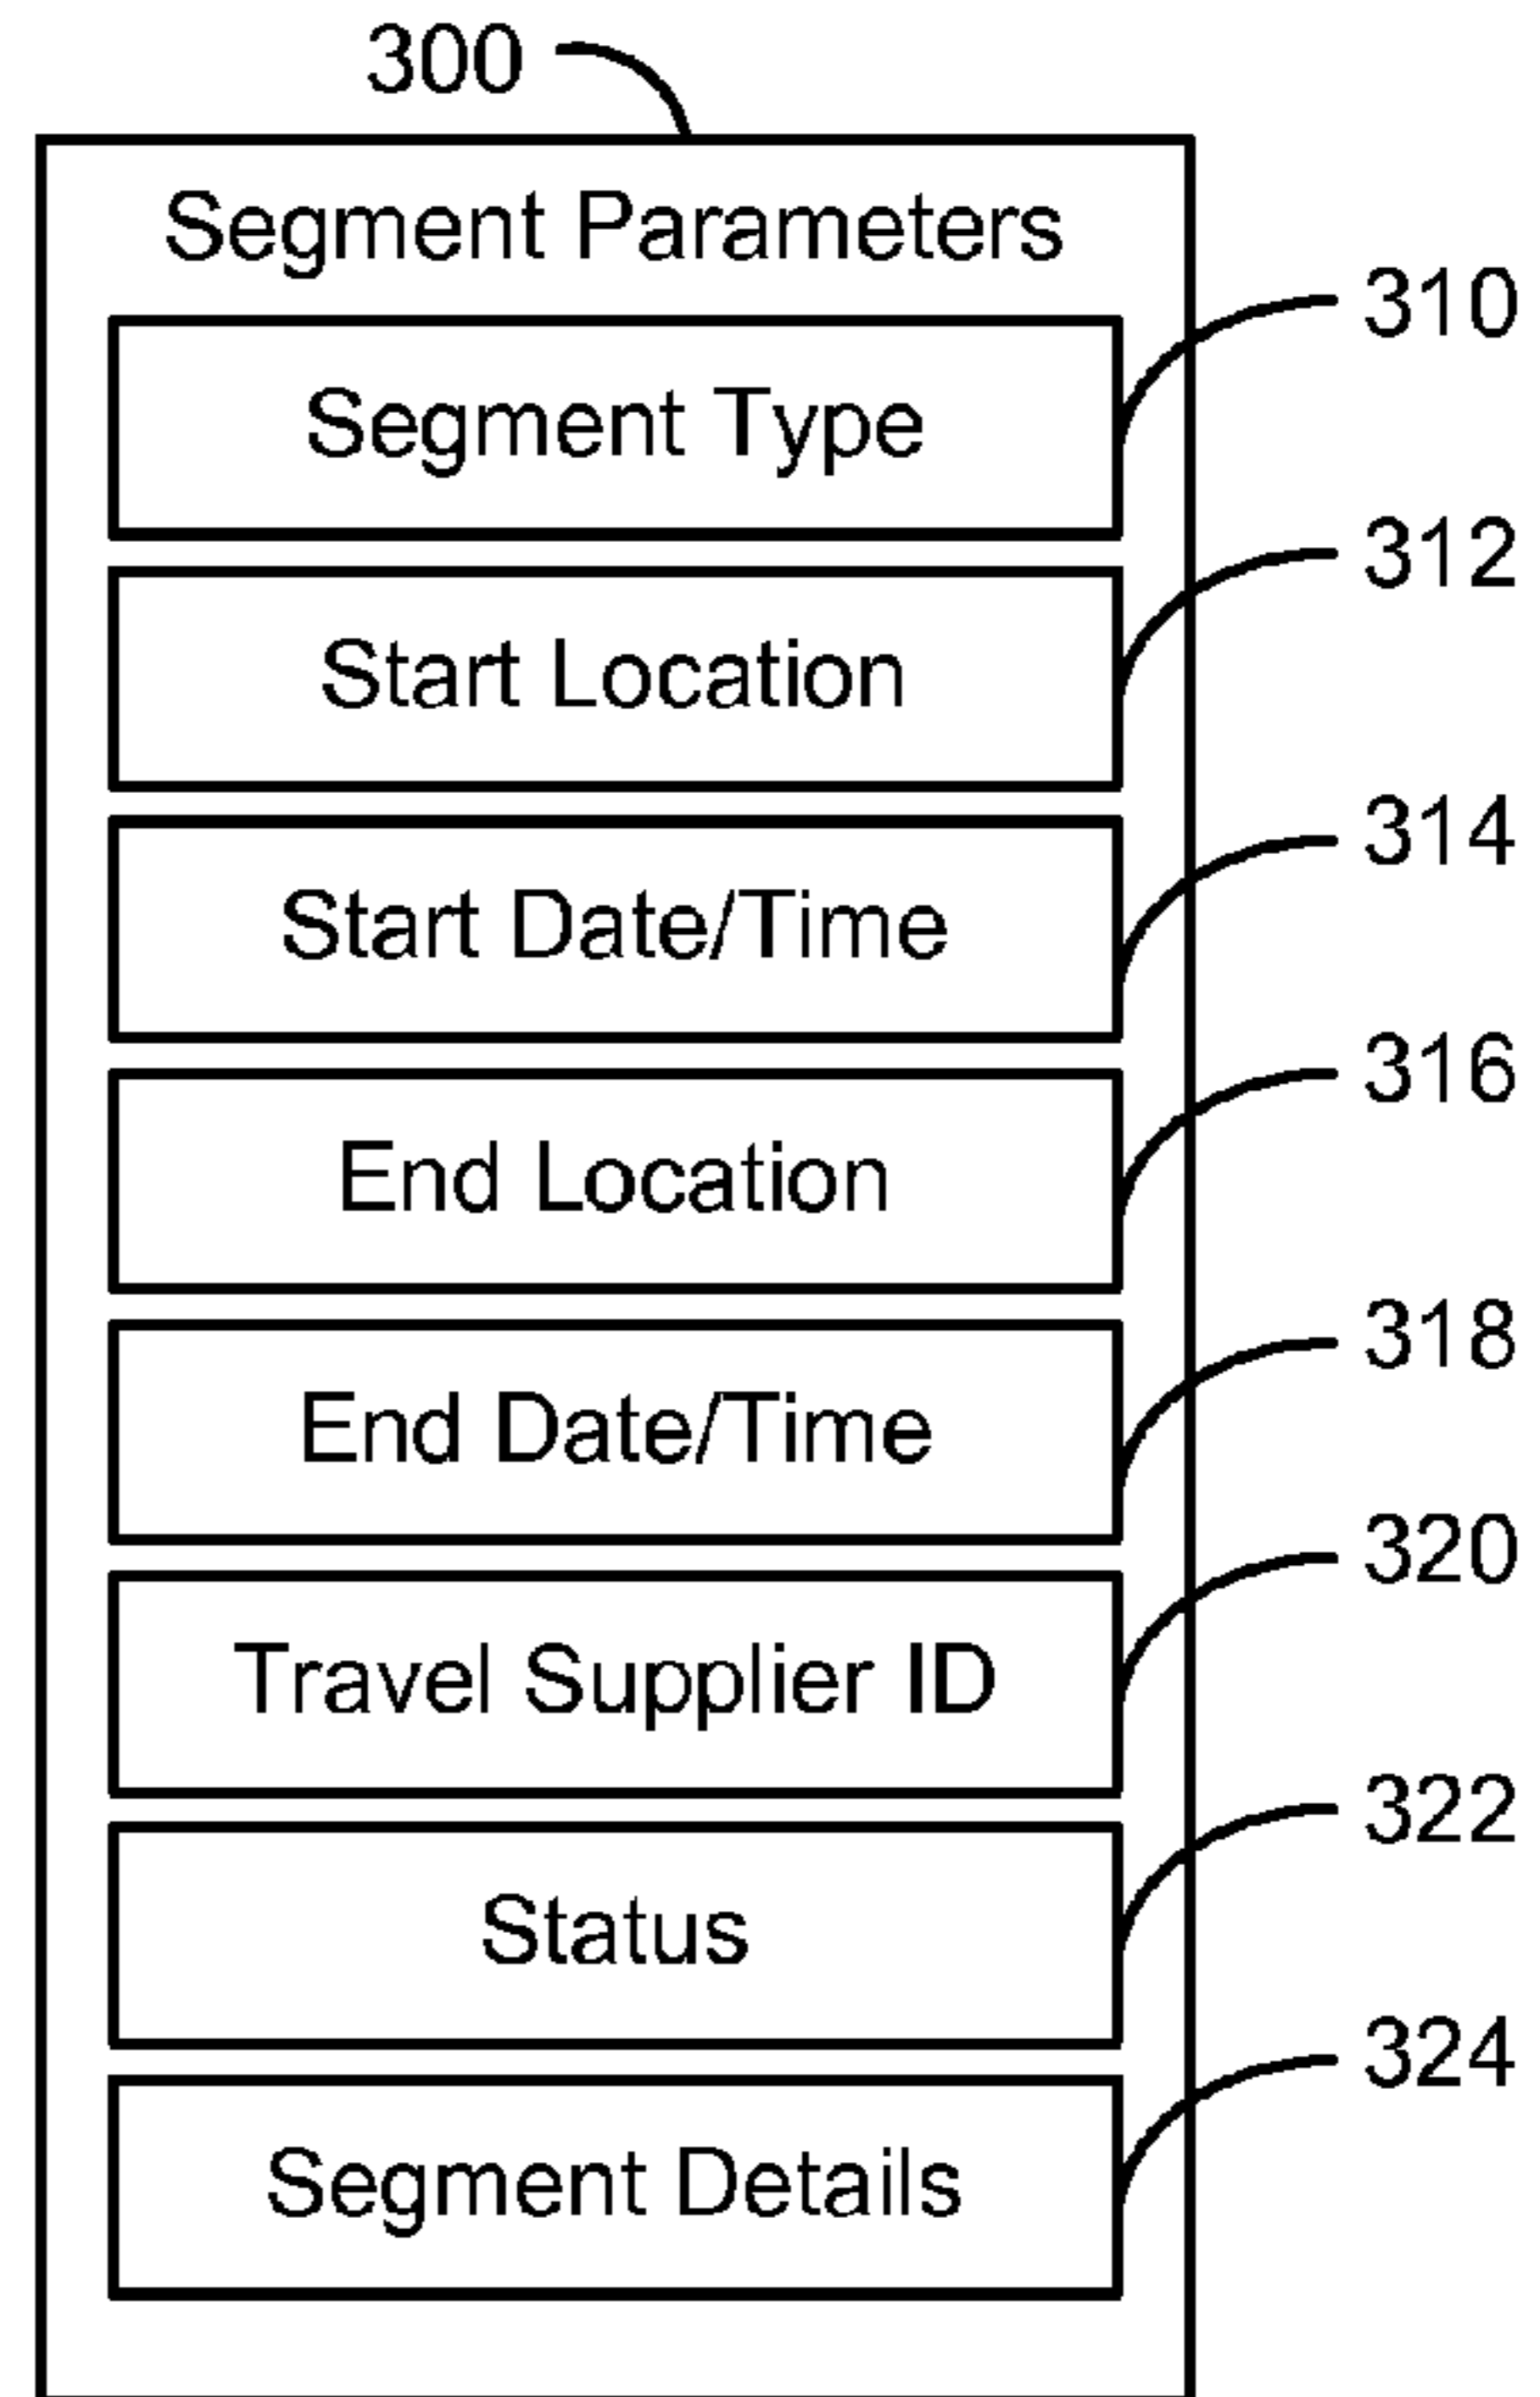 300
Segment Parameters
310
Segment Type
312
Start Location
314
Start Date/Time
316
End Location
318
End Date/Time
320
Travel Supplier ID
322
Status
324
Segment Details